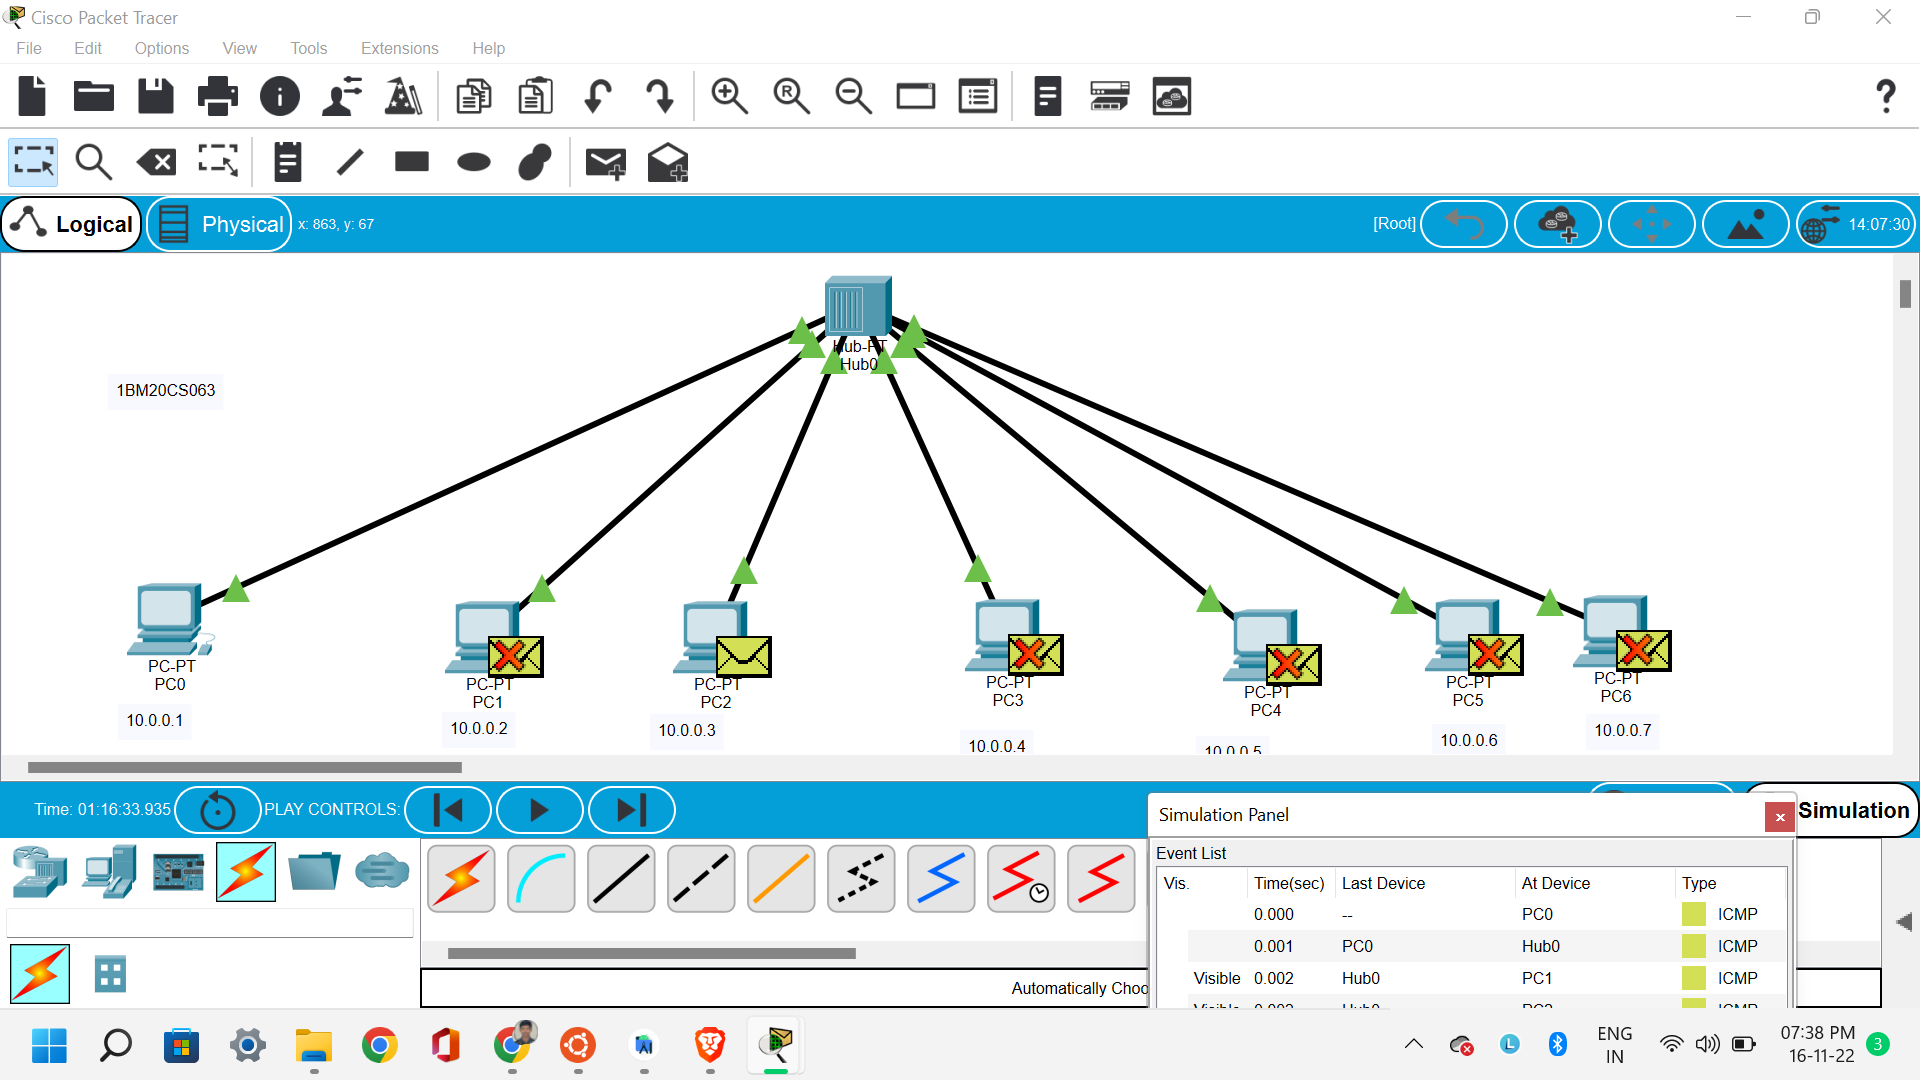 Cisco Packet Tracer
File Edit Options View Tools Extensions Help
Logical Physical x: 863, y: 67 [Root] 14:07:30
Hub-PT
Hub0
1BM20CS063
PC-PT
PC0
10.0.0.1
PC-PT
PC1
10.0.0.2
PC-PT
PC2
10.0.0.3
PC-PT
PC3
10.0.0.4
PC-PT
PC4
10.0.0.5
PC-PT
PC5
10.0.0.6
PC-PT
PC6
10.0.0.7
Time: 01:16:33.935 PLAY CONTROLS:
Simulation
Simulation Panel
Event List
Vis. Time(sec) Last Device At Device Type
0.000 -- PC0 ICMP
0.001 PC0 Hub0 ICMP
Visible 0.002 Hub0 PC1 ICMP
Visible 0.002 Hub0 PC2 ICMP
Automatically Choo
ENG
IN
07:38 PM
16-11-22
3